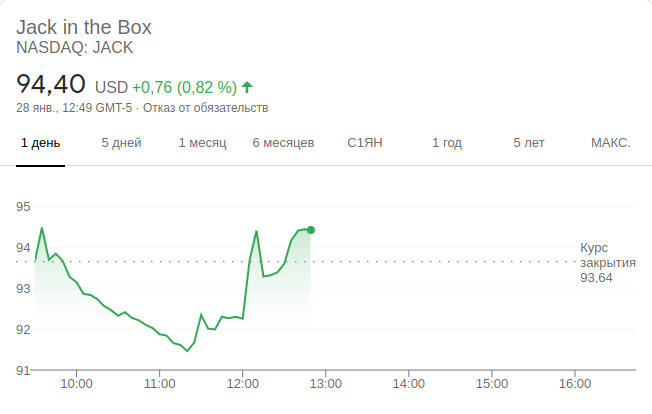 Jack in the Box
NASDAQ: JACK
94,40 USD +0,76 (0,82 %)
28 янв., 12:49 GMT-5 · Отказ от обязательств
1 день 5 дней 1 месяц 6 месяцев С1ЯН 1 год 5 лет МАКС.
95
94
93
92
91
Курс
закрытия
93,64
10:00 11:00 12:00 13:00 14:00 15:00 16:00